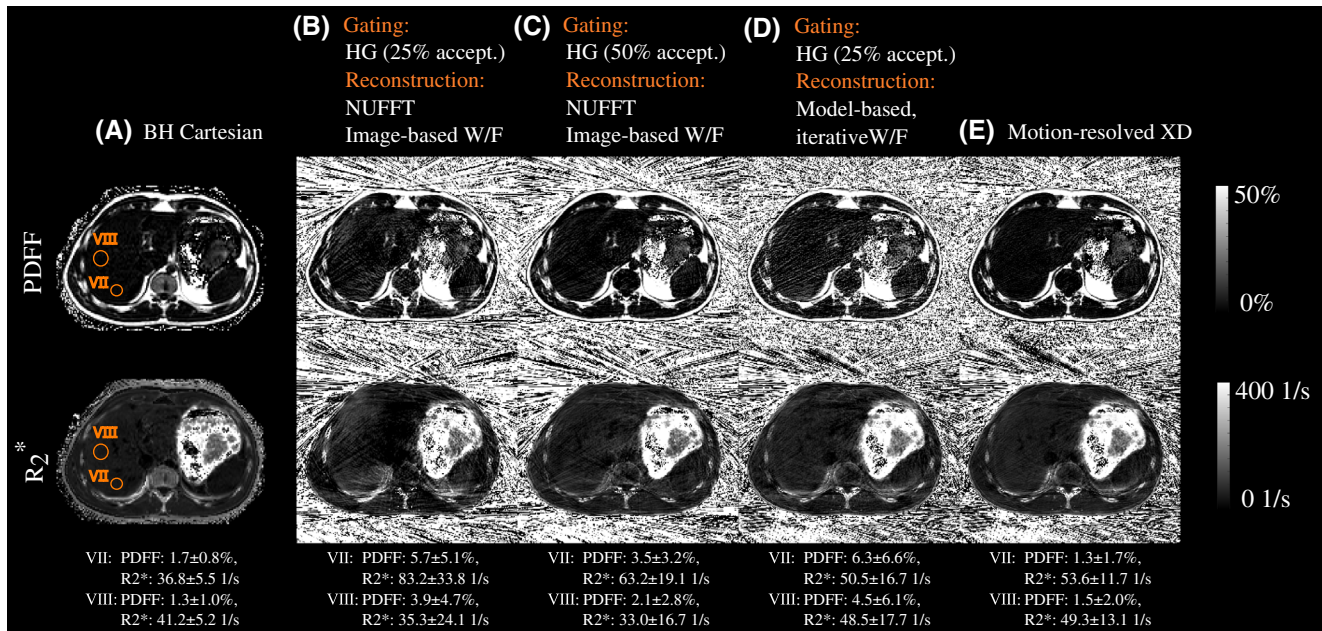 (A) BH Cartesian
(B) Gating:
HG (25% accept.)
Reconstruction:
NUFFT
Image-based W/F
(C) Gating:
HG (50% accept.)
Reconstruction:
NUFFT
Image-based W/F
(D) Gating:
HG (25% accept.)
Reconstruction:
Model-based,
iterativeW/F
(E) Motion-resolved XD
PDFF
VIII
VII
50%
0%
R2*
VIII
VII
400 1/s
0 1/s
VII: PDFF: 1.7±0.8%,
R2*: 36.8±5.5 1/s
VIII: PDFF: 1.3±1.0%,
R2*: 41.2±5.2 1/s
VII: PDFF: 5.7±5.1%,
R2*: 83.2±33.8 1/s
VIII: PDFF: 3.9±4.7%,
R2*: 35.3±24.1 1/s
VII: PDFF: 3.5±3.2%,
R2*: 63.2±19.1 1/s
VIII: PDFF: 2.1±2.8%,
R2*: 33.0±16.7 1/s
VII: PDFF: 6.3±6.6%,
R2*: 50.5±16.7 1/s
VIII: PDFF: 4.5±6.1%,
R2*: 48.5±17.7 1/s
VII: PDFF: 1.3±1.7%,
R2*: 53.6±11.7 1/s
VIII: PDFF: 1.5±2.0%,
R2*: 49.3±13.1 1/s